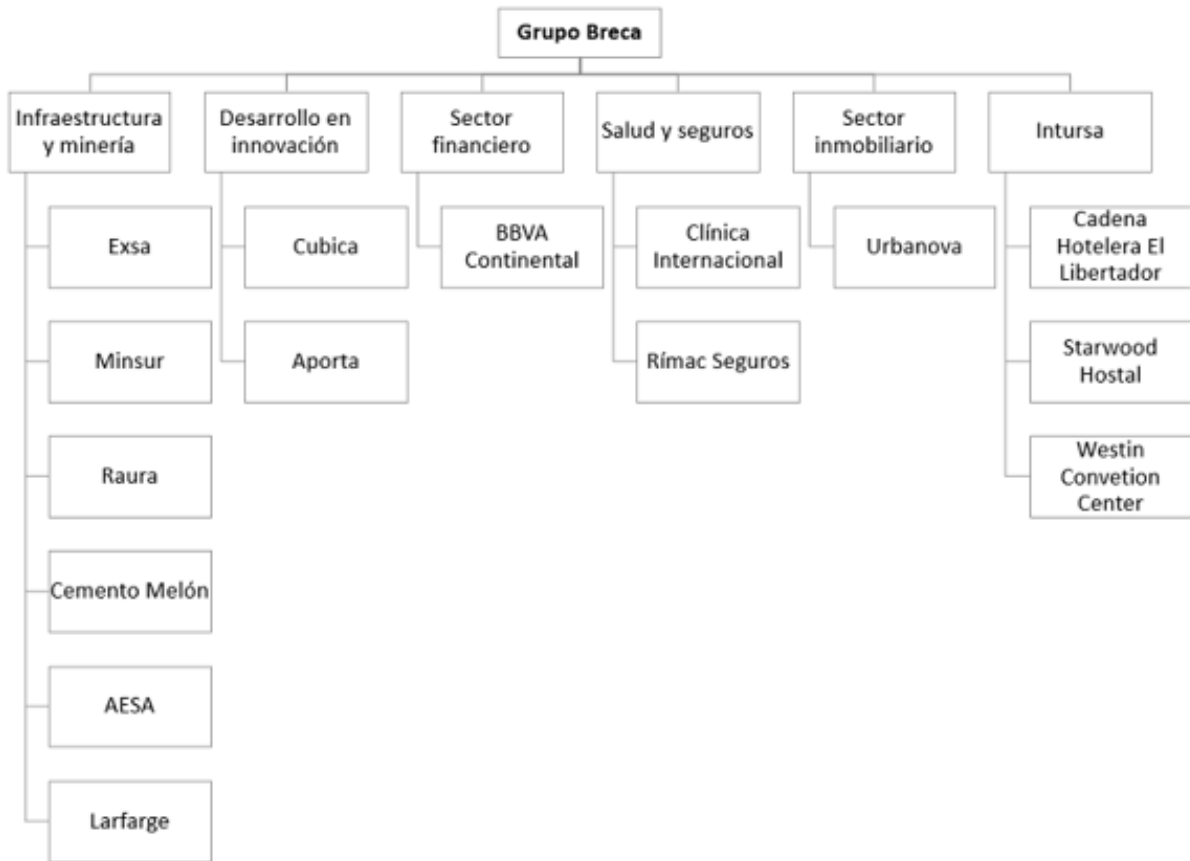 Grupo Breca
Infraestructura
y minería
Desarrollo en
innovación
Sector
financiero
Salud y seguros
Sector
inmobiliario
Intursa
Exsa
Cubica
BBVA
Continental
Clínica
Internacional
Urbanova
Cadena
Hotelera El
Libertador
Minsur
Aporta
Rímac Seguros
Starwood
Hostal
Raura
Westin
Convetion
Center
Cemento Melón
AESA
Larfarge